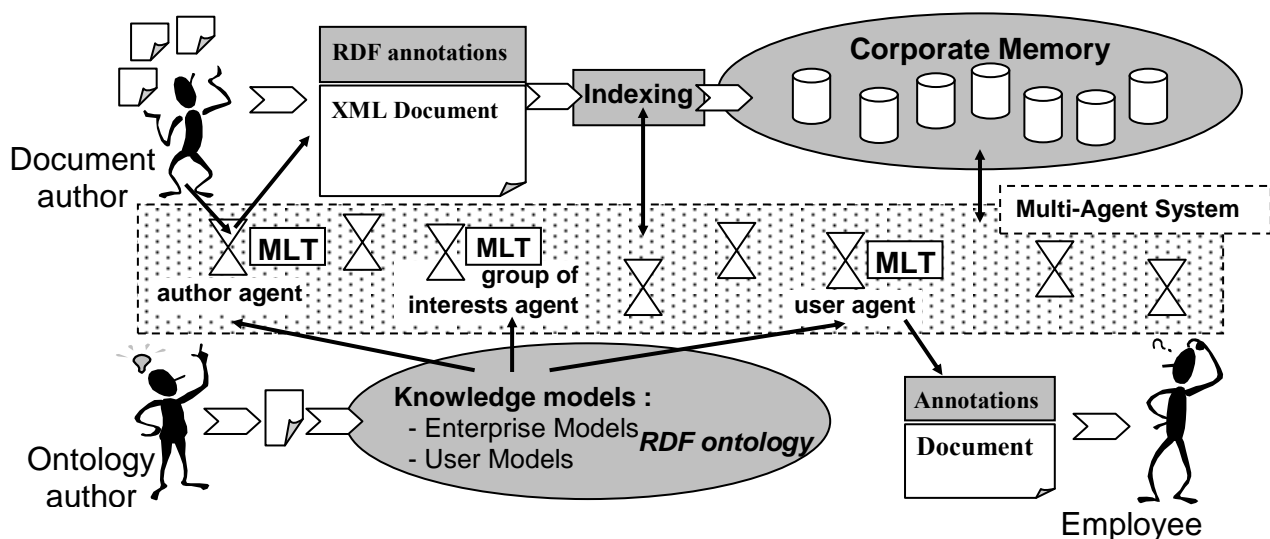 RDF annotations
XML Document
Indexing
Corporate Memory
Document
author
Multi-Agent System
MLT
author agent
MLT
group of
interests agent
MLT
user agent
Ontology
author
Knowledge models :
- Enterprise Models
- User Models
RDF ontology
Annotations
Document
Employee